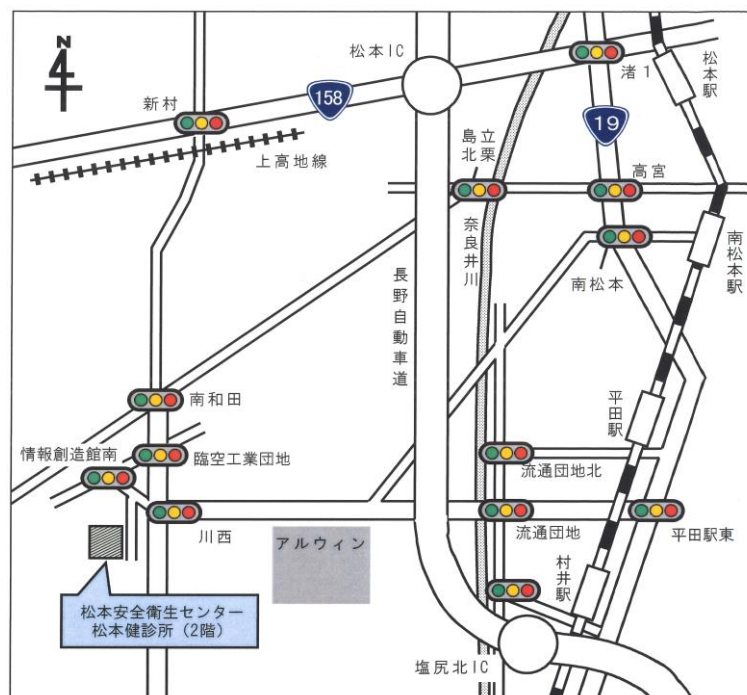 N
松本IC
渚1
松本駅
新村
158
19
上高地線
島立
北栗
高宮
奈良井川
南松本駅
長野自動車道
南松本
平田駅
南和田
情報創造館南
臨空工業団地
流通団地北
川西
アルウィン
流通団地
平田駅東
村井駅
松本安全衛生センター
松本健診所（2階）
塩尻北IC